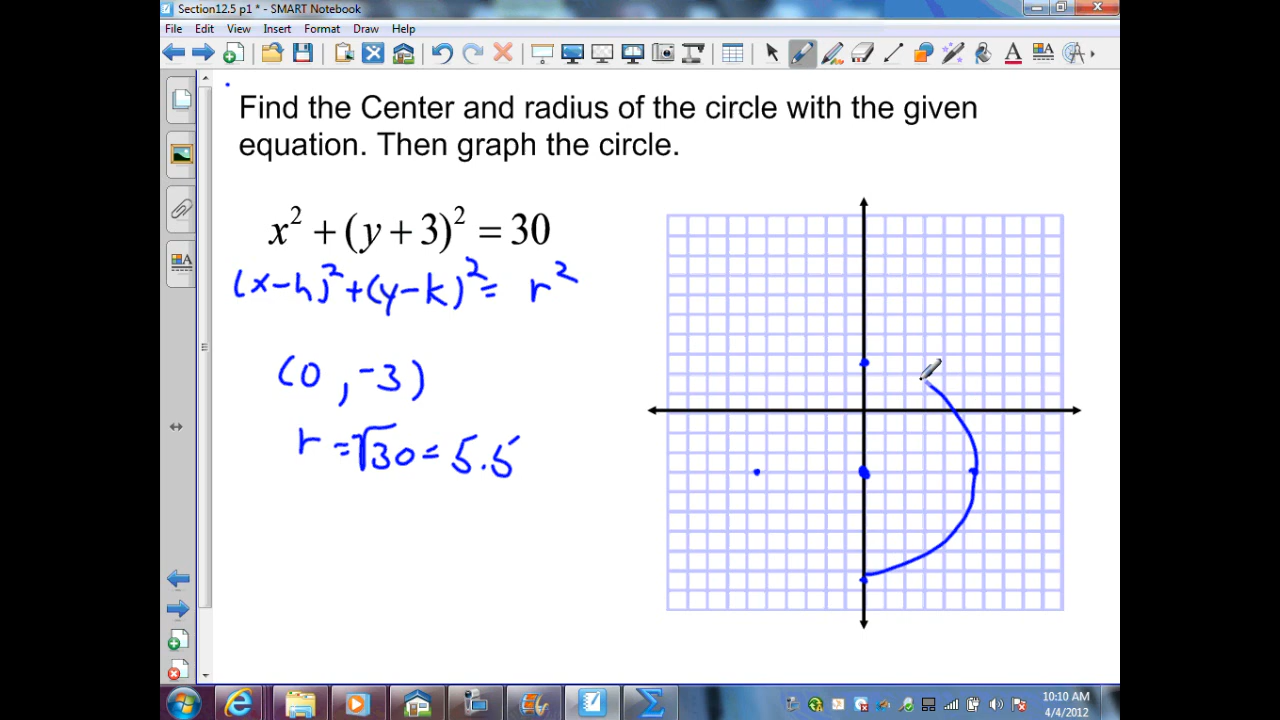 Section12.5 p1 * - SMART Notebook
File Edit View Insert Format Draw Help
Find the Center and radius of the circle with the given
equation. Then graph the circle.
x² + (y + 3)² = 30
(x-h)²+(y-k)² = r²
(0, -3)
r = √30 = 5.5
10:10 AM
4/4/2012